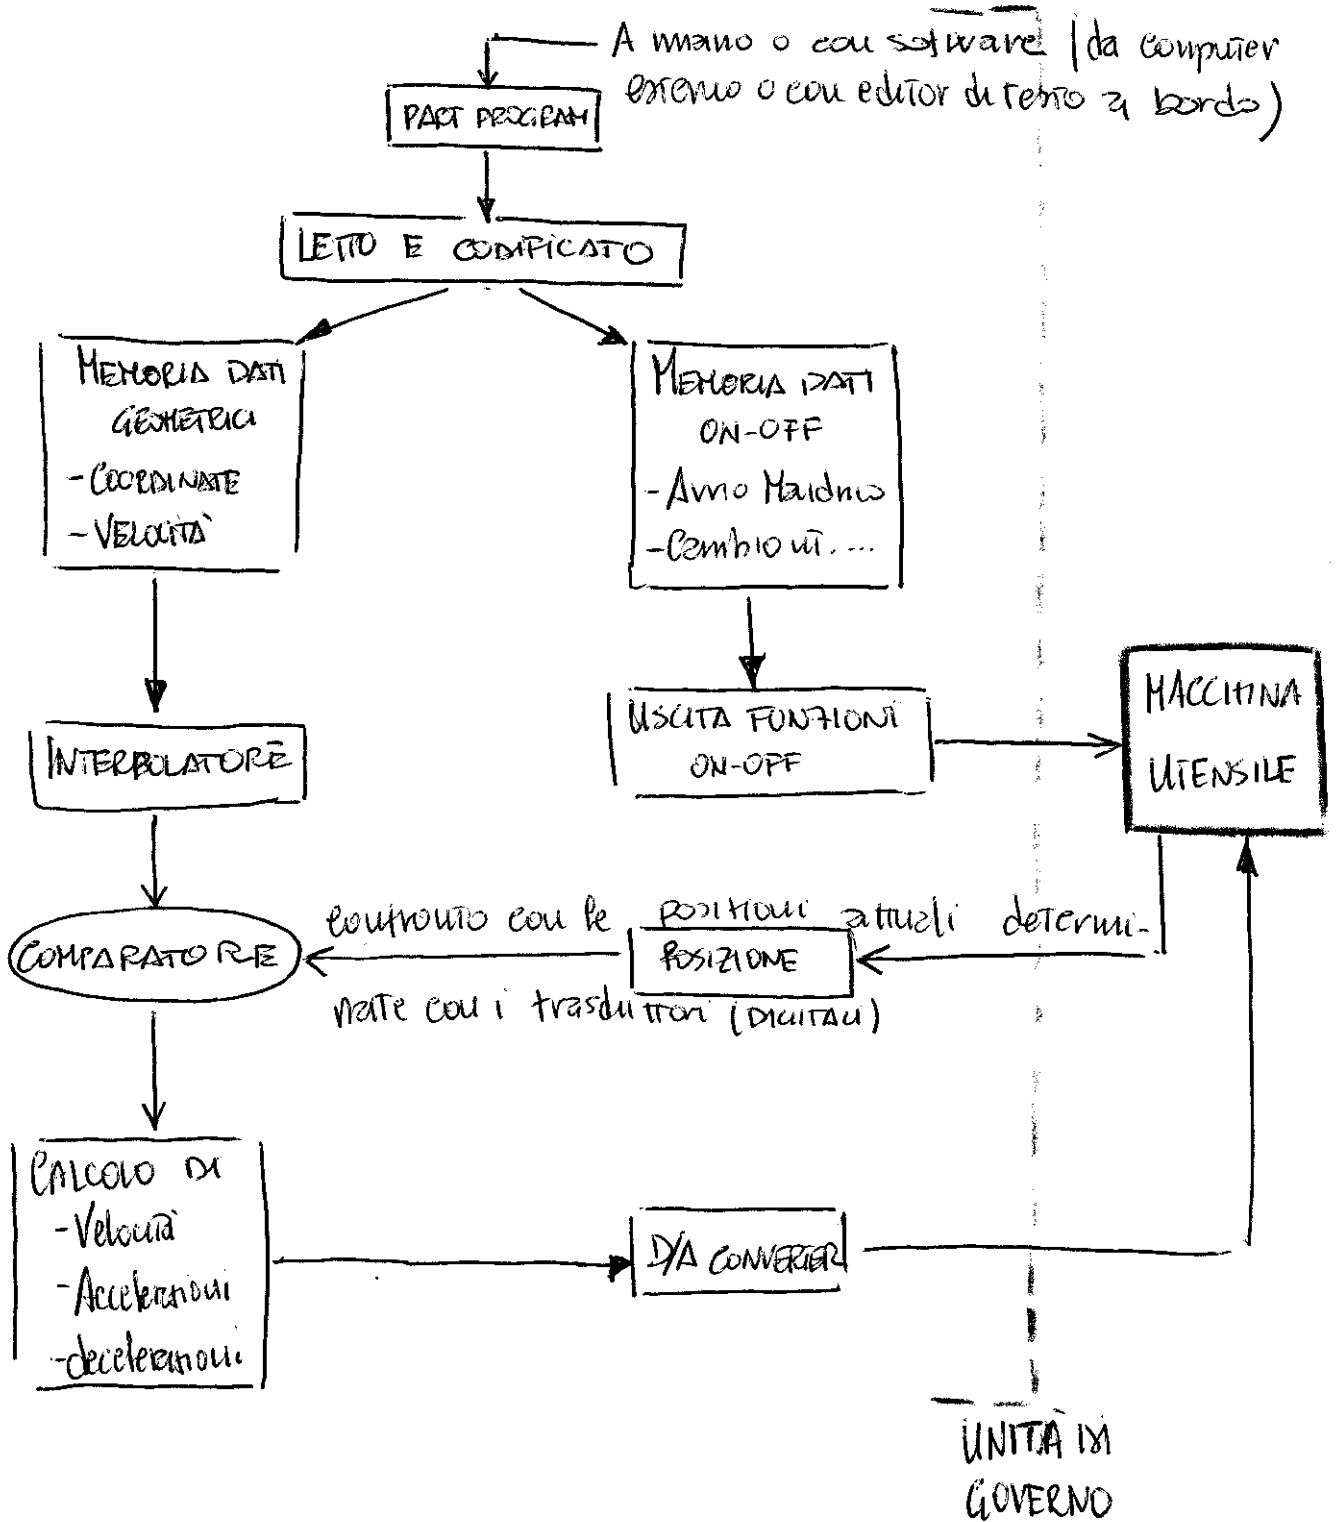 A mano o con software (da computer
esterno o con editor di testo a bordo)
PART PROGRAM
LETTO E CODIFICATO
MEMORIA DATI
GEOMETRICI
- COORDINATE
- VELOCITÀ
MEMORIA DATI
ON-OFF
- Avvio Mandrino
- Cambio ut. ...
INTERPOLATORE
USCITA FUNZIONI
ON-OFF
MACCHINA
UTENSILE
COMPARATORE
confronto con le posizioni attuali determi-
POSIZIONE
nate con i trasduttori (DIGITALI)
CALCOLO DI
- Velocità
- Accelerazioni
- decelerazioni
D/A CONVERTER
UNITÀ DI
GOVERNO